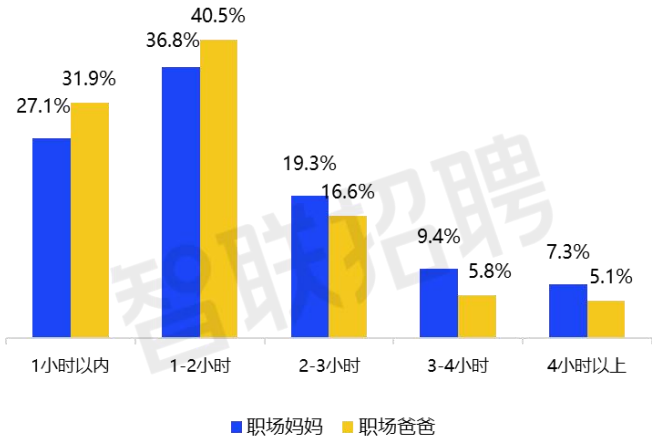 40.5%
36.8%
31.9%
27.1%
19.3%
16.6%
9.4%
5.8%
7.3%
5.1%
智联招聘
1小时以内
1-2小时
2-3小时
3-4小时
4小时以上
职场妈妈
职场爸爸